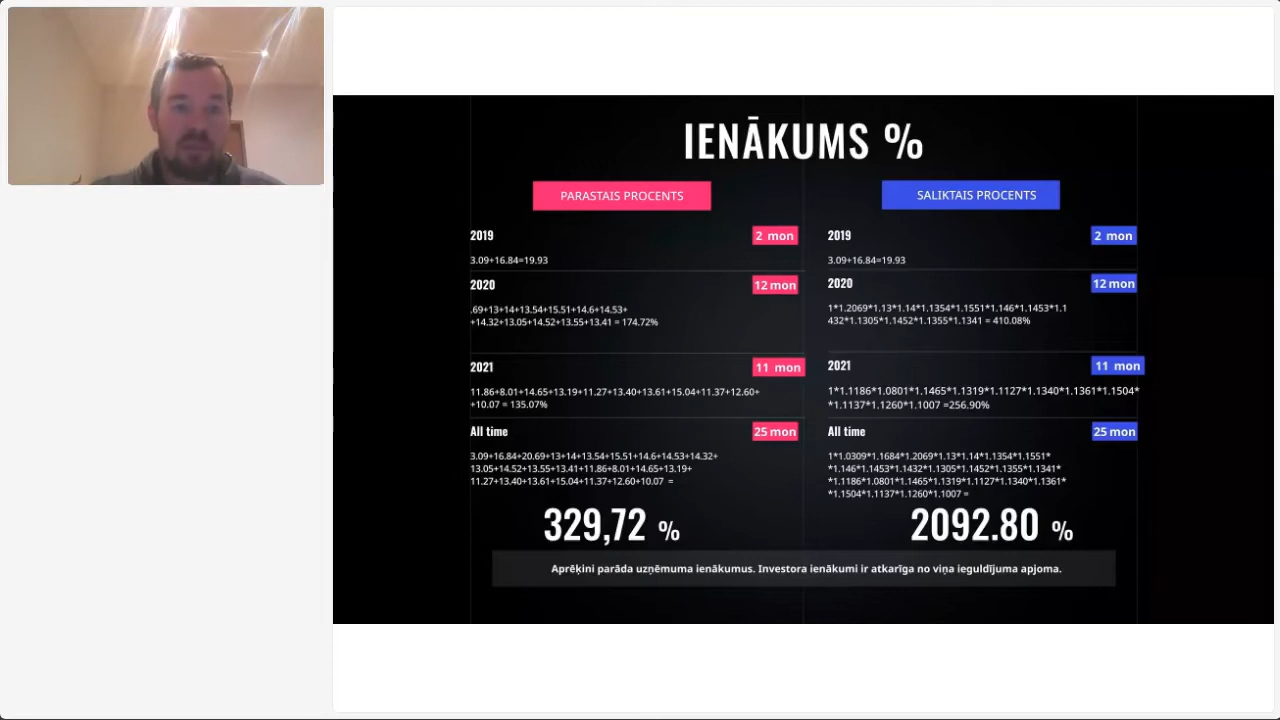 IENĀKUMS %
PARASTAIS PROCENTS
2019
2 mon
3.09+16.84=19.93
2020
12 mon
.69+13+14+13.54+15.51+14.6+14.53+
+14.32+13.05+14.52+13.55+13.41 = 174.72%
2021
11 mon
11.86+8.01+14.65+13.19+11.27+13.40+13.61+15.04+11.37+12.60+
+10.07 = 135.07%
All time
25 mon
3.09+16.84+20.69+13+14+13.54+15.51+14.6+14.53+14.32+
13.05+14.52+13.55+13.41+11.86+8.01+14.65+13.19+
11.27+13.40+13.61+15.04+11.37+12.60+10.07 =
329,72 %
SALIKTAIS PROCENTS
2019
2 mon
3.09+16.84=19.93
2020
12 mon
1*1.2069*1.13*1.14*1.1354*1.1551*1.146*1.1453*1.1
432*1.1305*1.1452*1.1355*1.1341 = 410.08%
2021
11 mon
1*1.1186*1.0801*1.1465*1.1319*1.1127*1.1340*1.1361*1.1504*
*1.1137*1.1260*1.1007 =256.90%
All time
25 mon
1*1.0309*1.1684*1.2069*1.13*1.14*1.1354*1.1551*
*1.146*1.1453*1.1432*1.1305*1.1452*1.1355*1.1341*
*1.1186*1.0801*1.1465*1.1319*1.1127*1.1340*1.1361*
*1.1504*1.1137*1.1260*1.1007 =
2092.80 %
Aprēķini parāda uzņēmuma ienākumus. Investora ienākumi ir atkarīga no viņa ieguldījuma apjoma.